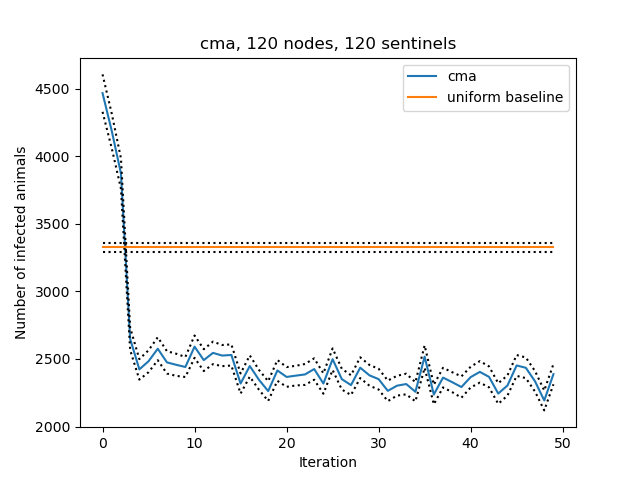 cma, 120 nodes, 120 sentinels
cma
uniform baseline
Number of infected animals
4500
4000
3500
3000
2500
2000
0 10 20 30 40 50
Iteration